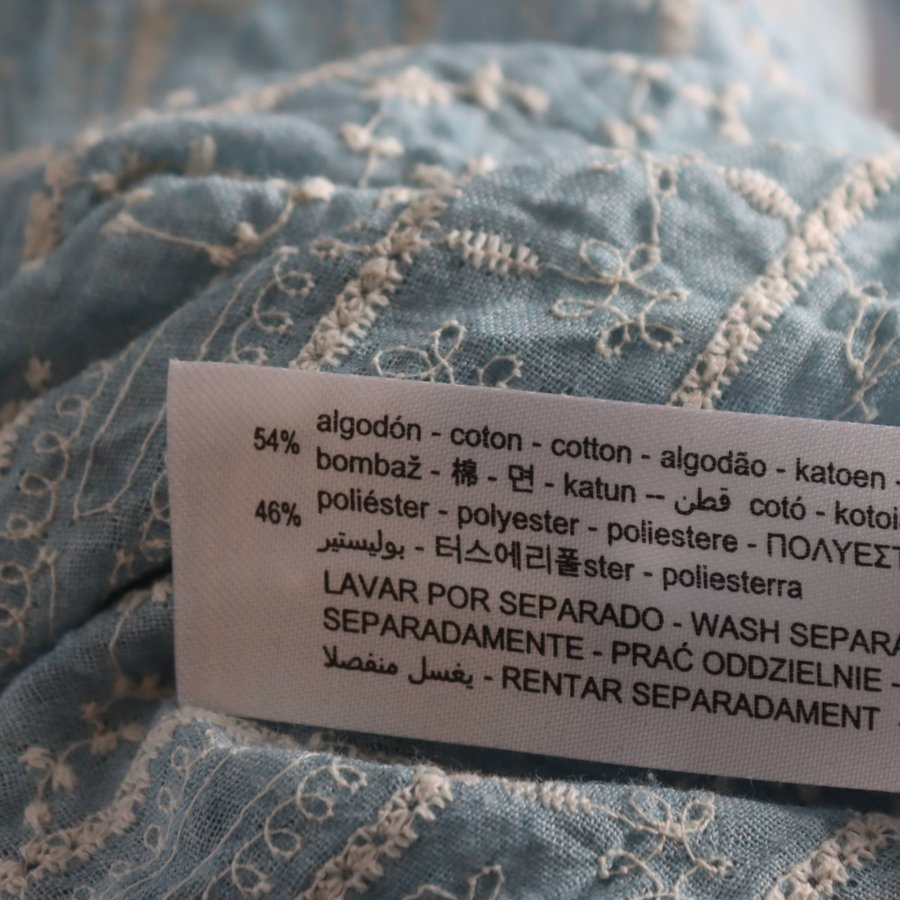 54% algodón - coton - cotton - algodão - katoen -
bombaž - 棉 - 면 - katun -- قطن cotó - kotoi
46% poliéster - polyester - poliestere - ΠΟΛΥΕΣΤ
بوليستير - 터스에리폴ster - poliesterra
LAVAR POR SEPARADO - WASH SEPARA
SEPARADAMENTE - PRAĆ ODDZIELNIE -
يغسل منفصلا - RENTAR SEPARADAMENT